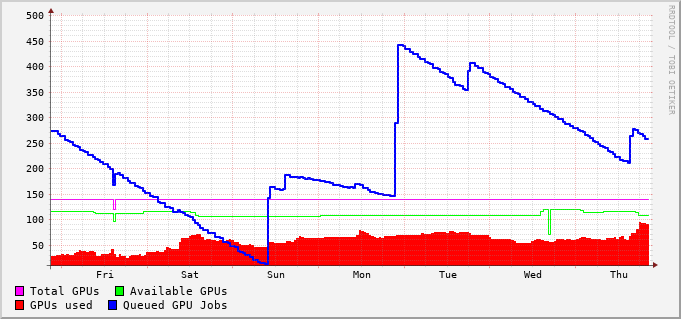 500
450
400
350
300
250
200
150
100
50
Fri Sat Sun Mon Tue Wed Thu
Total GPUs Available GPUs
GPUs used Queued GPU Jobs
RRDTOOL / TOBI OETIKER